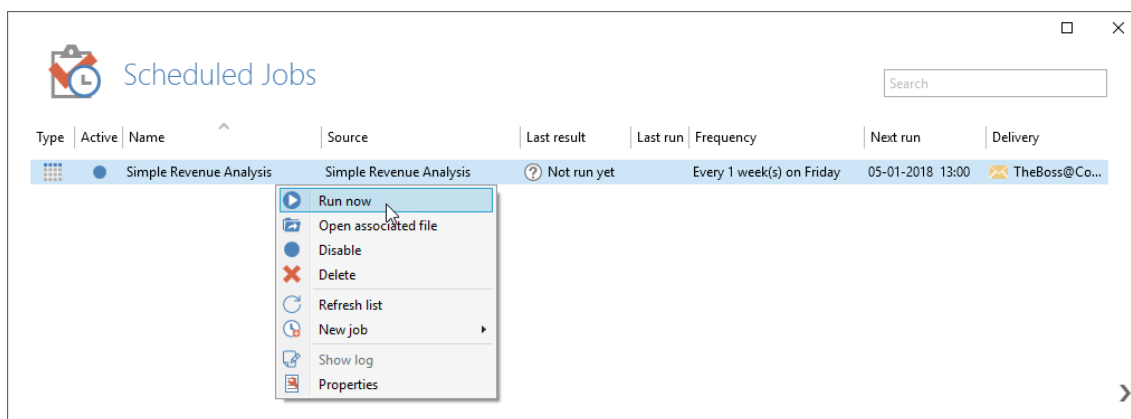 Scheduled Jobs
Search
Type Active Name Source Last result Last run Frequency Next run Delivery
Simple Revenue Analysis Simple Revenue Analysis ? Not run yet Every 1 week(s) on Friday 05-01-2018 13:00 TheBoss@Co...
Run now
Open associated file
Disable
Delete
Refresh list
New job
Show log
Properties